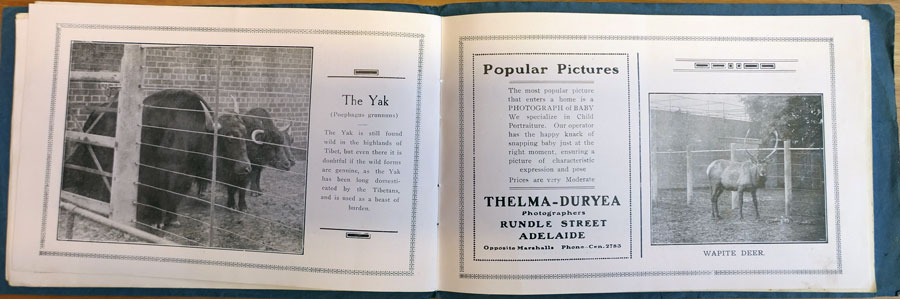 The Yak
(Poephagus grunnens)
The Yak is still found
wild in the highlands of
Tibet, but even there it is
doubtful if the wild forms
are genuine, as the Yak
has been long domesti-
cated by the Tibetans,
and is used as a beast of
burden.
Popular Pictures
The most popular picture
that enters a home is a
PHOTOGRAPH of BABY
We specialize in Child
Portraiture. Our operator
has the happy knack of
snapping baby just at the
right moment, ensuring a
picture of characteristic
expression and pose
Prices are very Moderate
THELMA-DURYEA
Photographers
RUNDLE STREET
ADELAIDE
Opposite Marshalls Phone-Cen. 2783
WAPITE DEER.